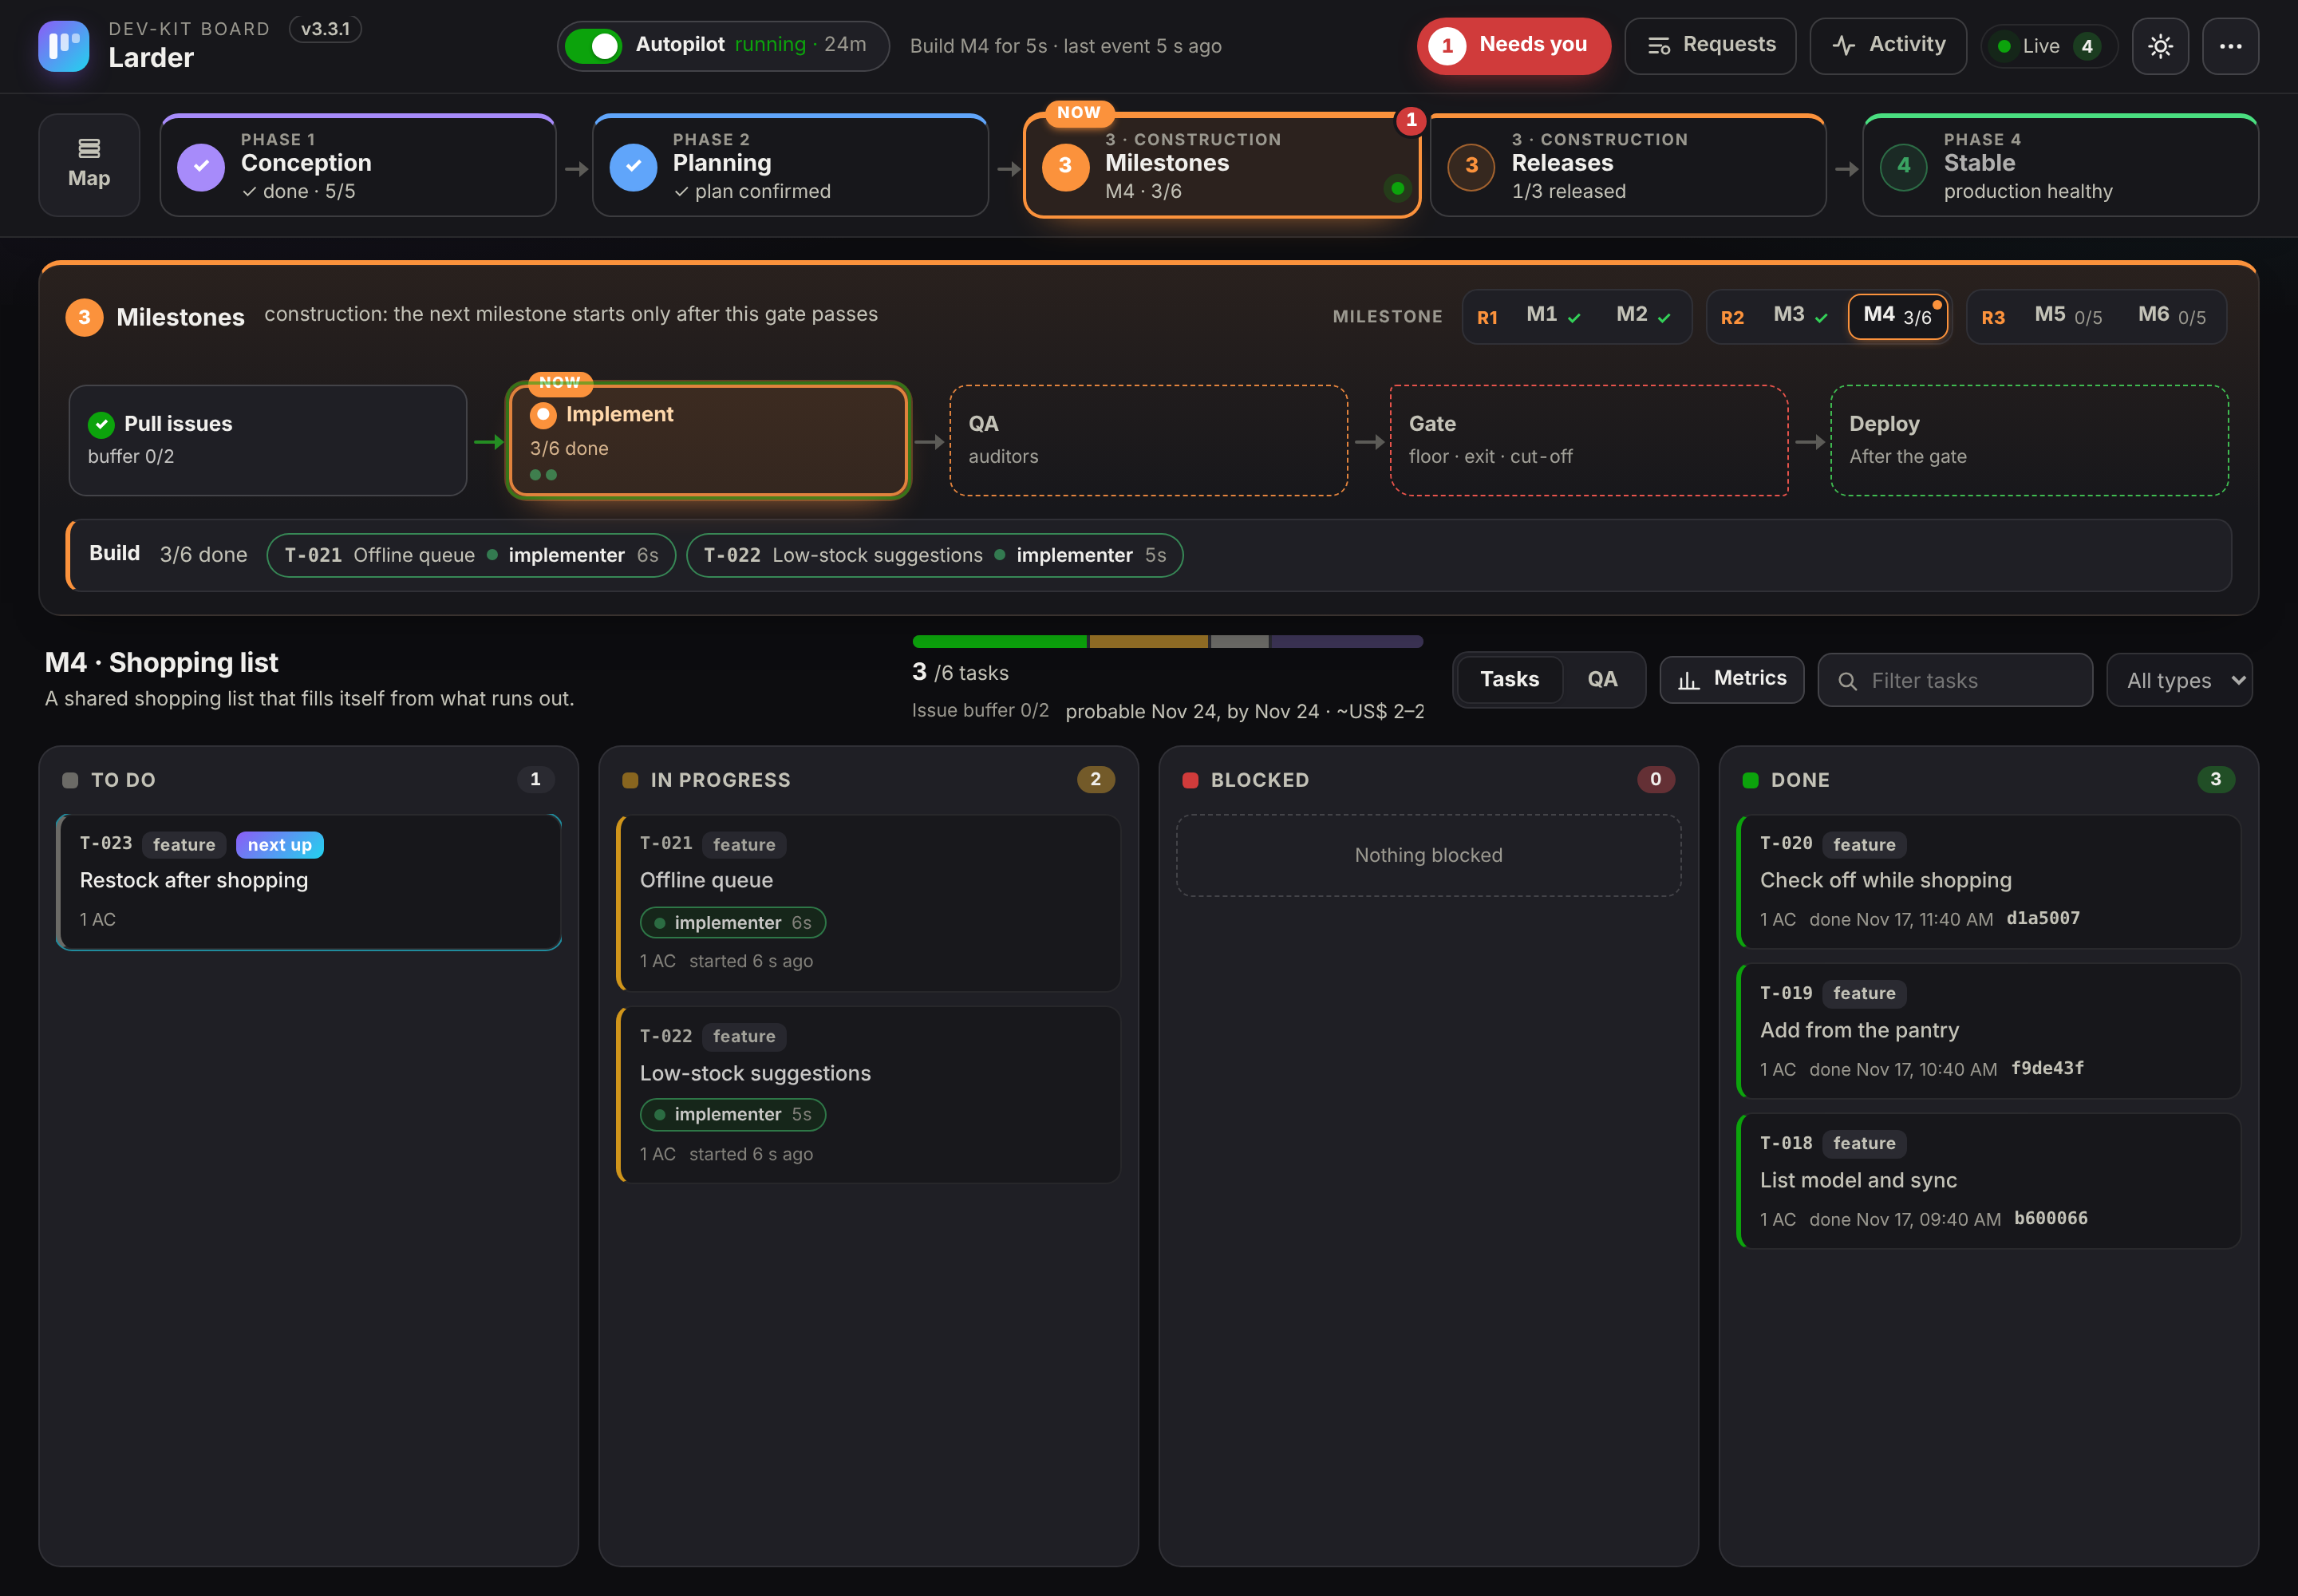 DEV-KIT BOARD v3.3.1
Larder
Autopilot running · 24m
Build M4 for 5s · last event 5 s ago
1 Needs you
Requests
Activity
Live 4
Map
PHASE 1
Conception
✓ done · 5/5
PHASE 2
Planning
✓ plan confirmed
NOW
1
3
3 · CONSTRUCTION
Milestones
M4 · 3/6
3
3 · CONSTRUCTION
Releases
1/3 released
4
PHASE 4
Stable
production healthy
3 Milestones construction: the next milestone starts only after this gate passes
MILESTONE R1 M1 ✓ M2 ✓ R2 M3 ✓ M4 3/6 R3 M5 0/5 M6 0/5
Pull issues
buffer 0/2
NOW
Implement
3/6 done
QA
auditors
Gate
floor · exit · cut-off
Deploy
After the gate
Build 3/6 done T-021 Offline queue implementer 6s T-022 Low-stock suggestions implementer 5s
M4 · Shopping list
A shared shopping list that fills itself from what runs out.
3 /6 tasks
Issue buffer 0/2 probable Nov 24, by Nov 24 · ~US$ 2–2
Tasks QA
Metrics
Filter tasks
All types
TO DO 1
T-023 feature next up
Restock after shopping
1 AC
IN PROGRESS 2
T-021 feature
Offline queue
implementer 6s
1 AC started 6 s ago
T-022 feature
Low-stock suggestions
implementer 5s
1 AC started 6 s ago
BLOCKED 0
Nothing blocked
DONE 3
T-020 feature
Check off while shopping
1 AC done Nov 17, 11:40 AM d1a5007
T-019 feature
Add from the pantry
1 AC done Nov 17, 10:40 AM f9de43f
T-018 feature
List model and sync
1 AC done Nov 17, 09:40 AM b600066